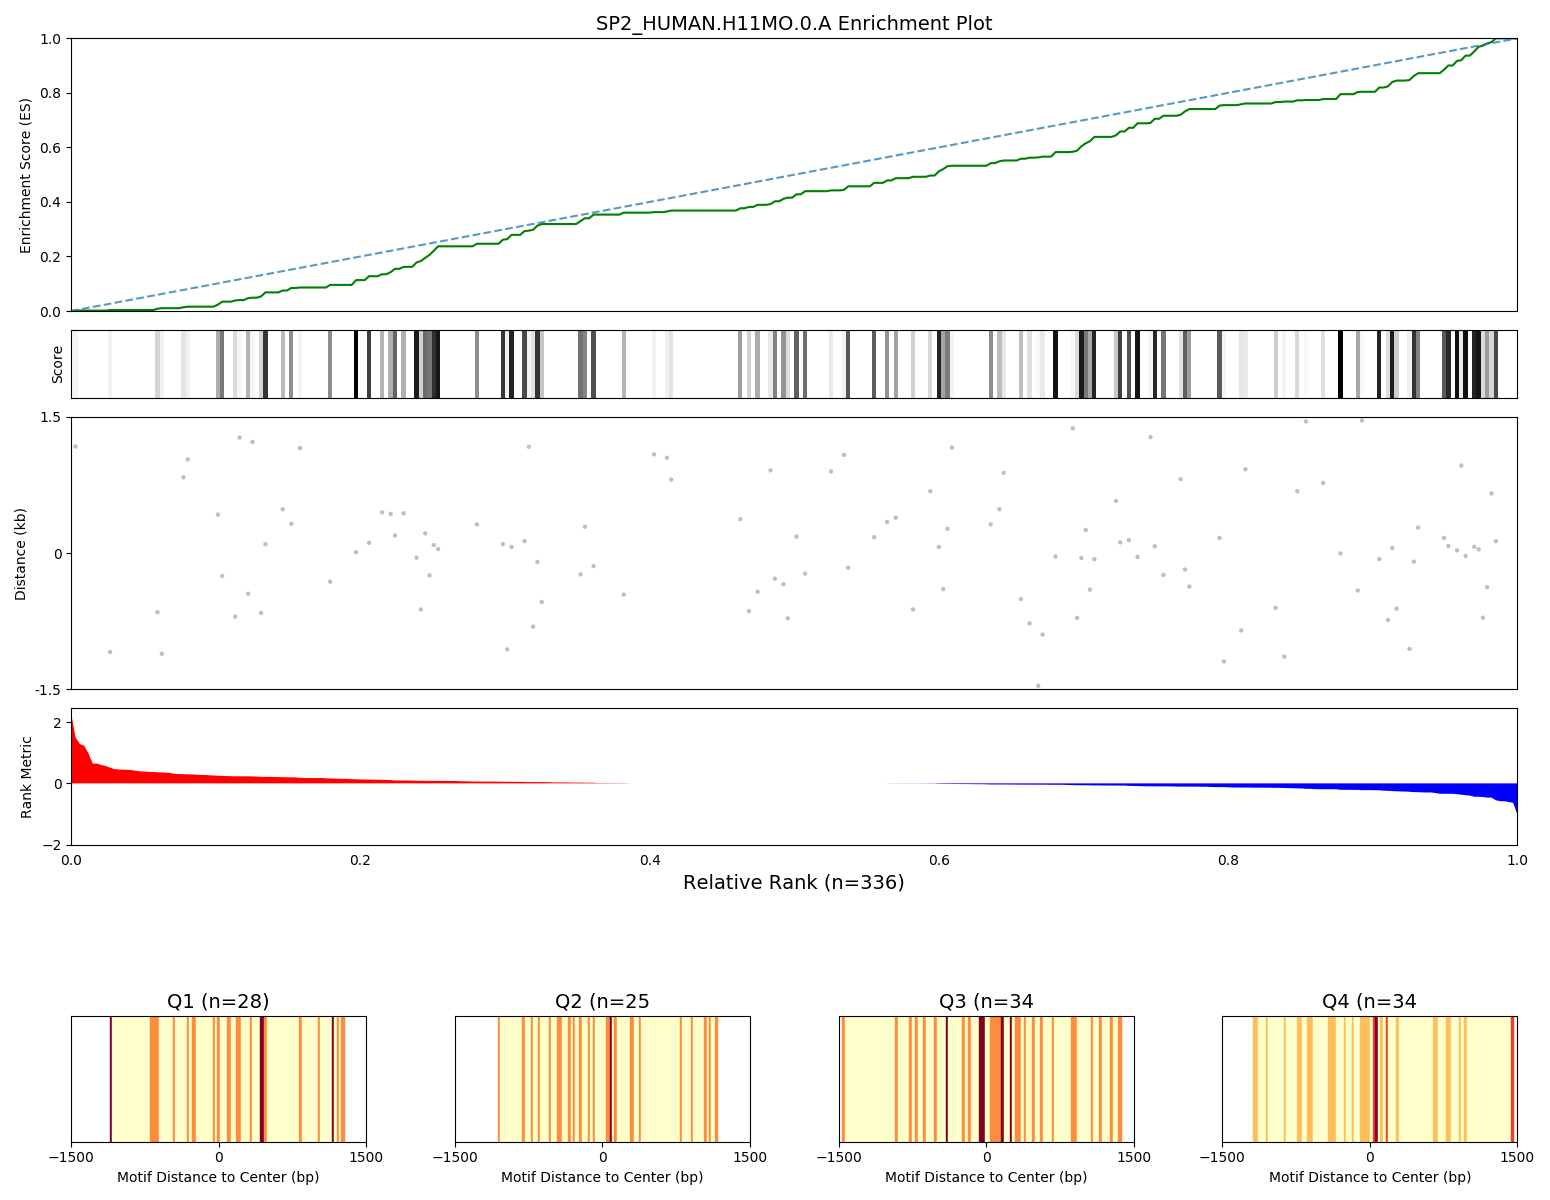 SP2_HUMAN.H11MO.0.A Enrichment Plot
1.0
0.8
0.6
0.4
0.2
0.0
Enrichment Score (ES)
Score
1.5
0
-1.5
Distance (kb)
2
0
−2
Rank Metric
0.0 0.2 0.4 0.6 0.8 1.0
Relative Rank (n=336)
Q1 (n=28) Q2 (n=25 Q3 (n=34 Q4 (n=34
−1500 0 1500 −1500 0 1500 −1500 0 1500 −1500 0 1500
Motif Distance to Center (bp) Motif Distance to Center (bp) Motif Distance to Center (bp) Motif Distance to Center (bp)